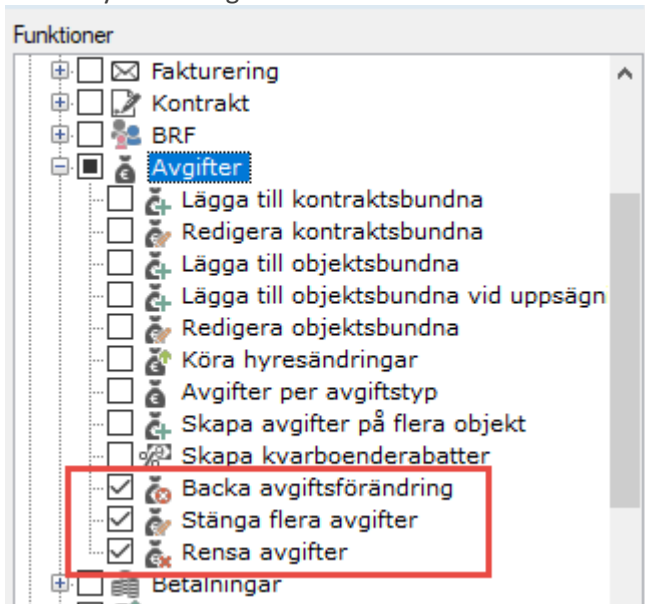 Funktioner
Fakturering
Kontrakt
BRF
Avgifter
Lägga till kontraktsbundna
Redigera kontraktsbundna
Lägga till objektsbundna
Lägga till objektsbundna vid uppsägn
Redigera objektsbundna
Köra hyresändringar
Avgifter per avgiftstyp
Skapa avgifter på flera objekt
Skapa kvarboenderabatter
Backa avgiftsförändring
Stänga flera avgifter
Rensa avgifter
Betalningar